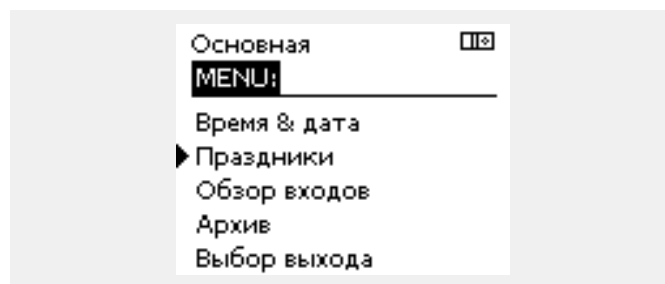 Основная
MENU:
Время & дата
Праздники
Обзор входов
Архив
Выбор выхода